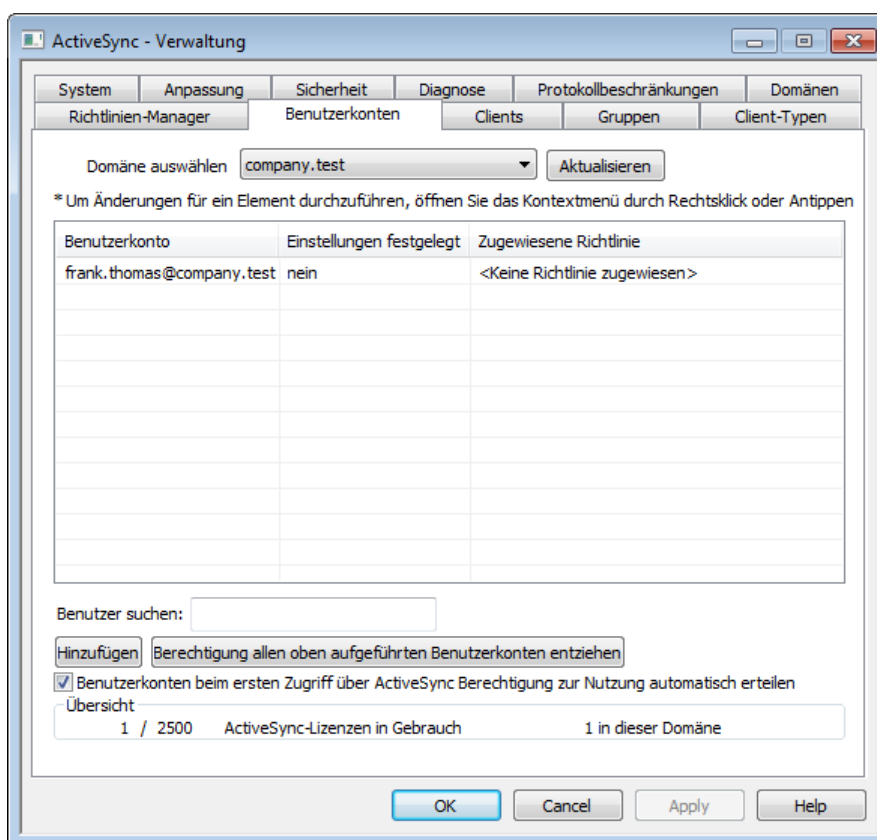 ActiveSync - Verwaltung
System Anpassung Sicherheit Diagnose Protokollbeschränkungen Domänen
Richtlinien-Manager Benutzerkonten Clients Gruppen Client-Typen
Domäne auswählen company.test Aktualisieren
* Um Änderungen für ein Element durchzuführen, öffnen Sie das Kontextmenü durch Rechtsklick oder Antippen
Benutzerkonto Einstellungen festgelegt Zugewiesene Richtlinie
frank.thomas@company.test nein <Keine Richtlinie zugewiesen>
Benutzer suchen:
Hinzufügen Berechtigung allen oben aufgeführten Benutzerkonten entziehen
Benutzerkonten beim ersten Zugriff über ActiveSync Berechtigung zur Nutzung automatisch erteilen
Übersicht
1 / 2500 ActiveSync-Lizenzen in Gebrauch 1 in dieser Domäne
OK Cancel Apply Help